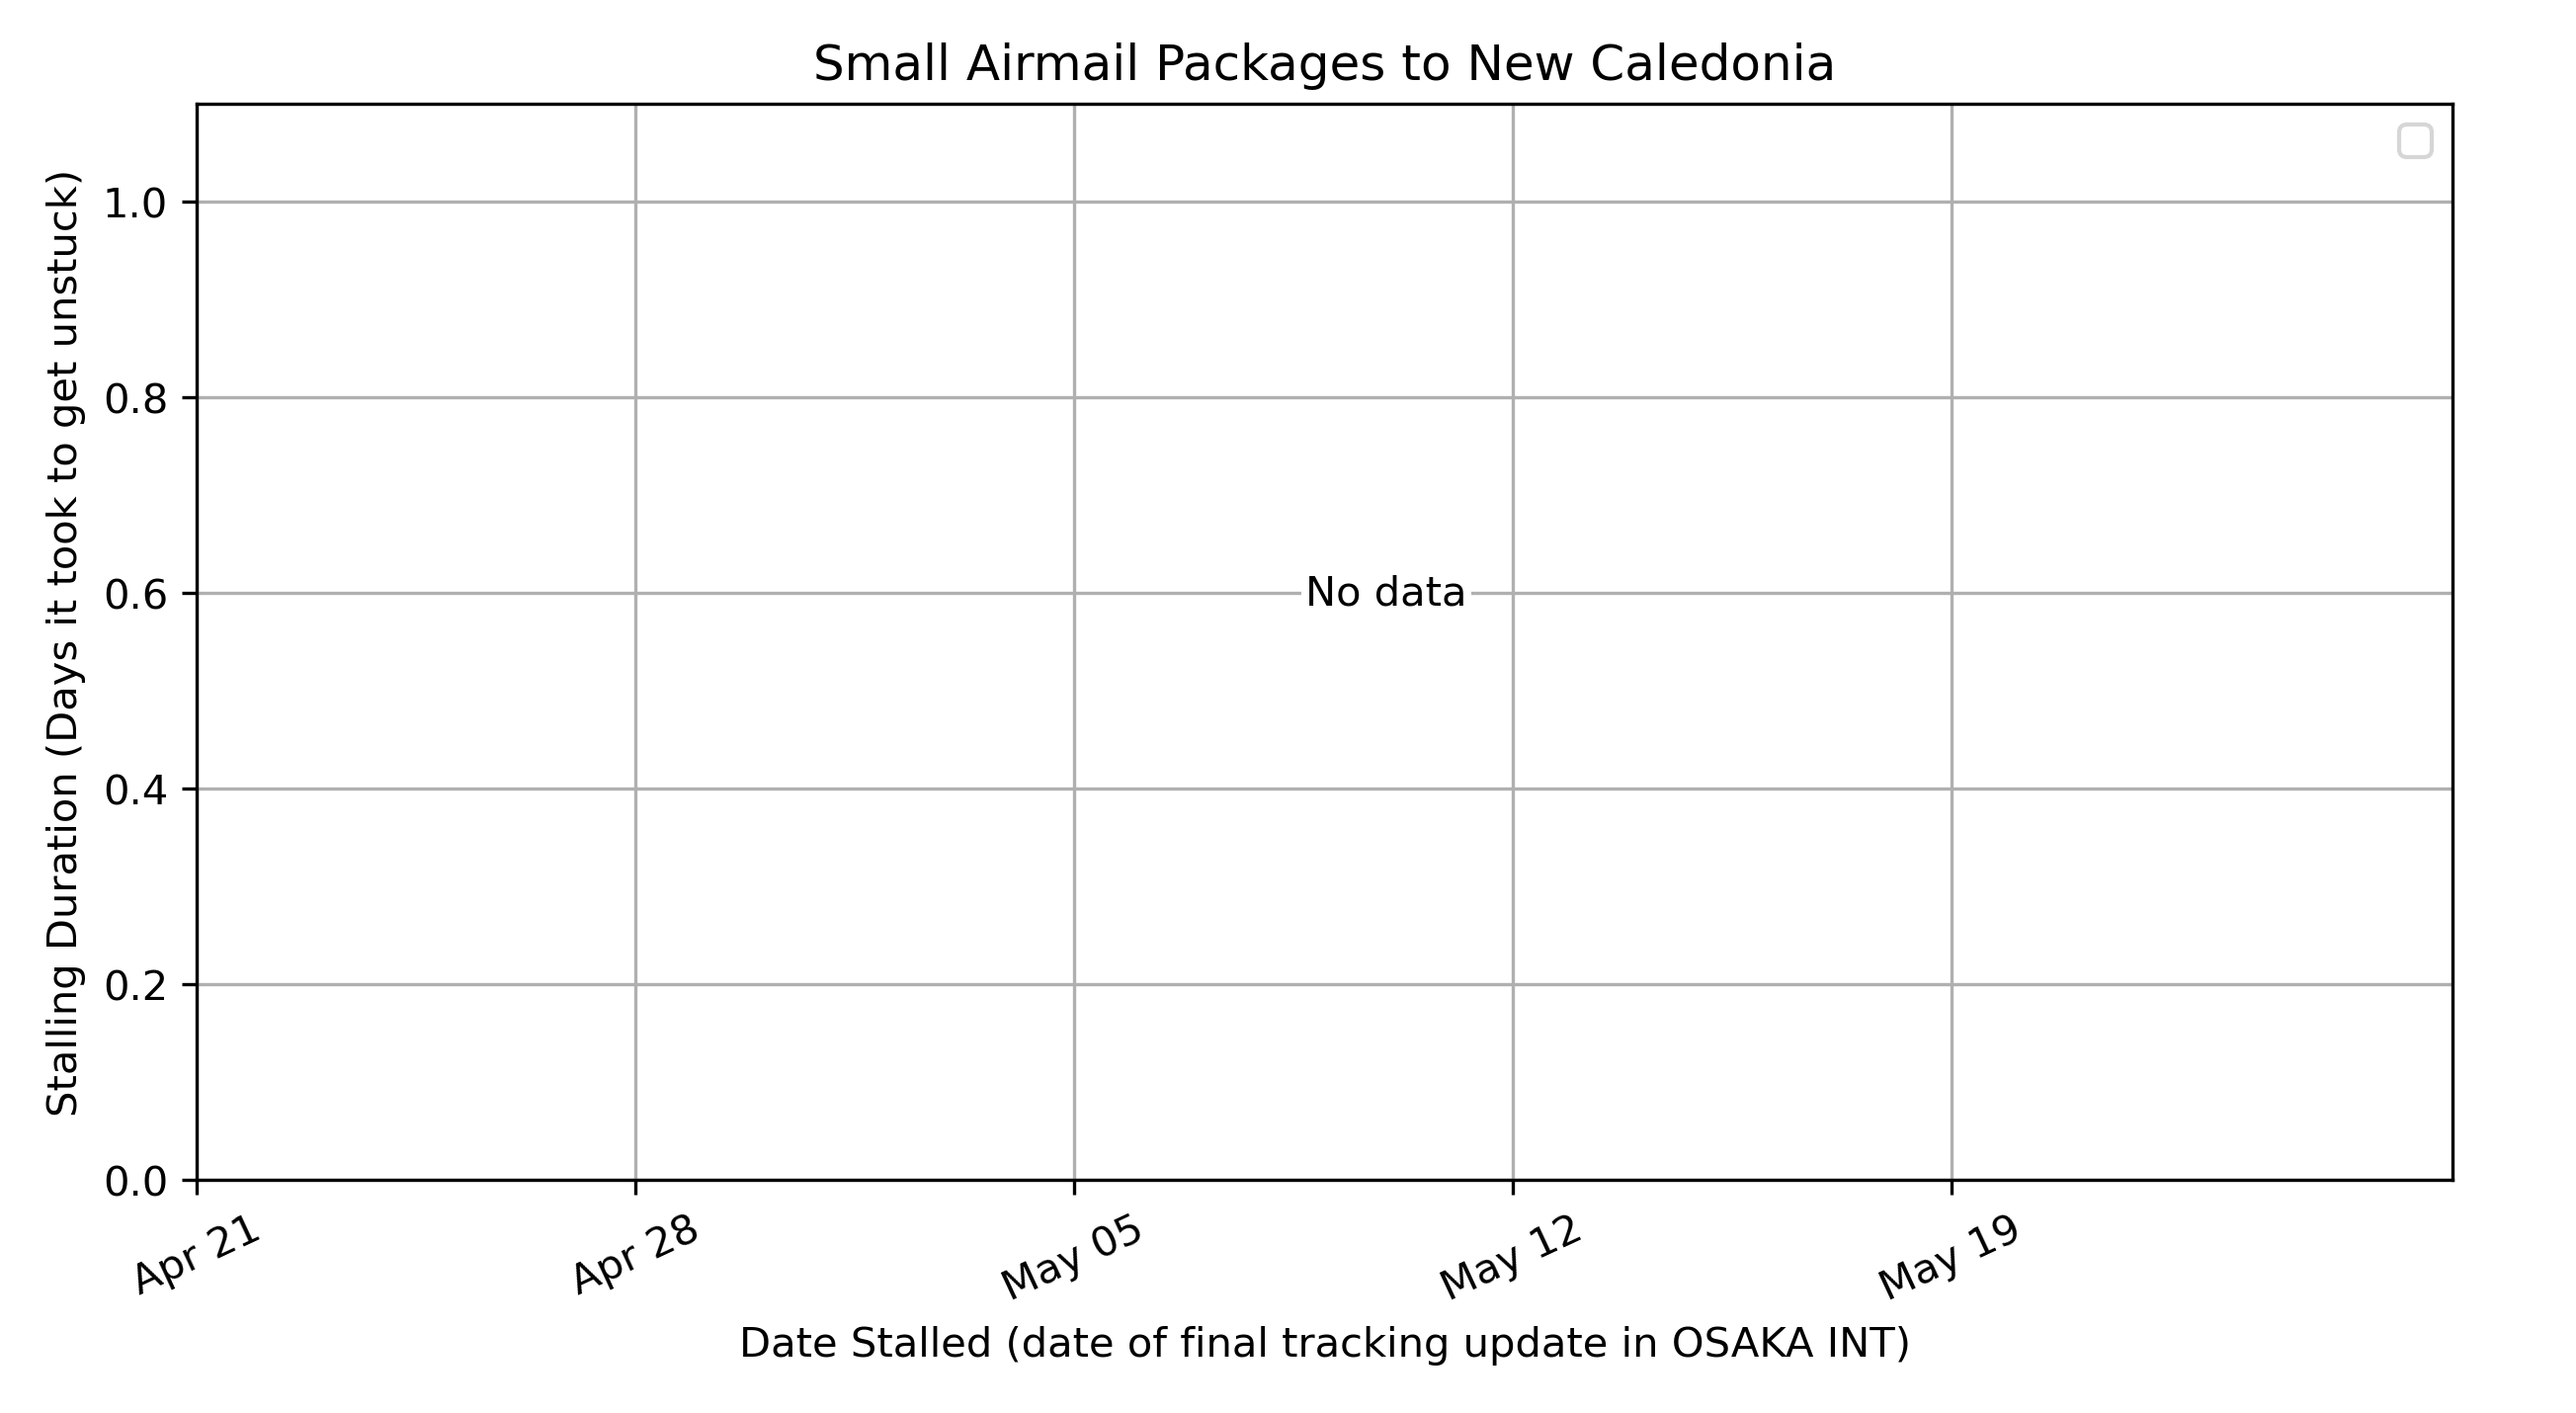 Small Airmail Packages to New Caledonia
Stalling Duration (Days it took to get unstuck)
1.0
0.8
0.6
0.4
0.2
0.0
No data
Apr 21
Apr 28
May 05
May 12
May 19
Date Stalled (date of final tracking update in OSAKA INT)